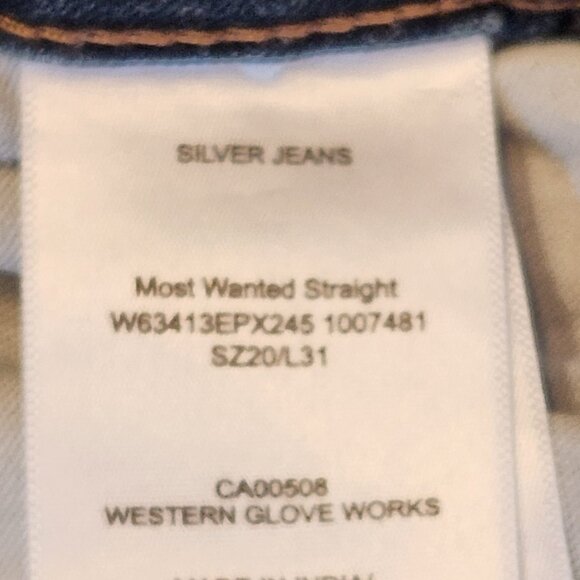 SILVER JEANS
Most Wanted Straight
W63413EPX245 1007481
SZ20/L31
CA00508
WESTERN GLOVE WORKS